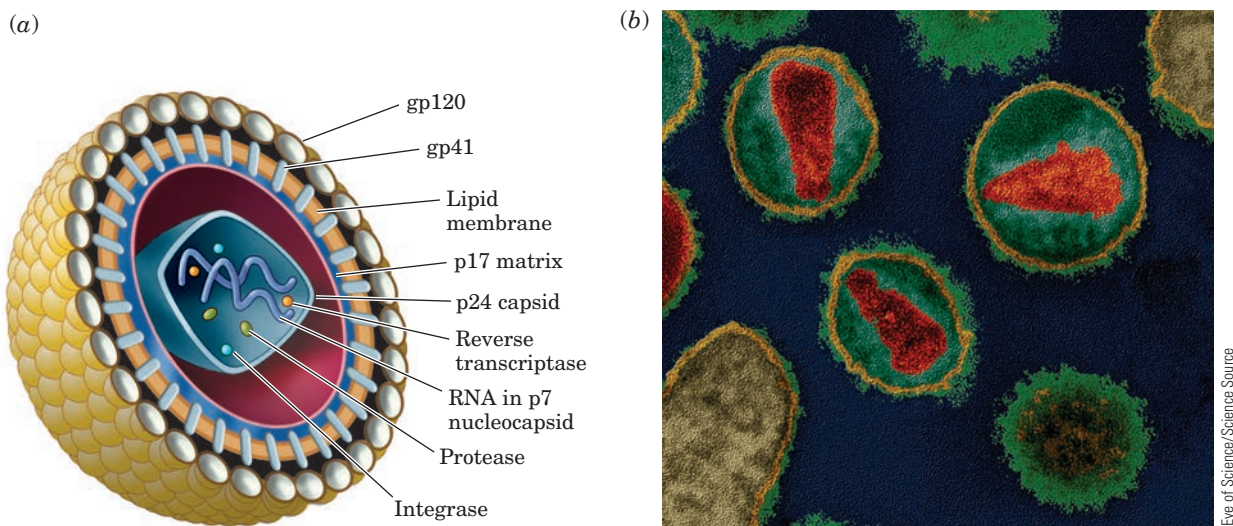 (a)
gp120
gp41
Lipid
membrane
p17 matrix
p24 capsid
Reverse
transcriptase
RNA in p7
nucleocapsid
Protease
Integrase
(b)
Eye of Science/Science Source